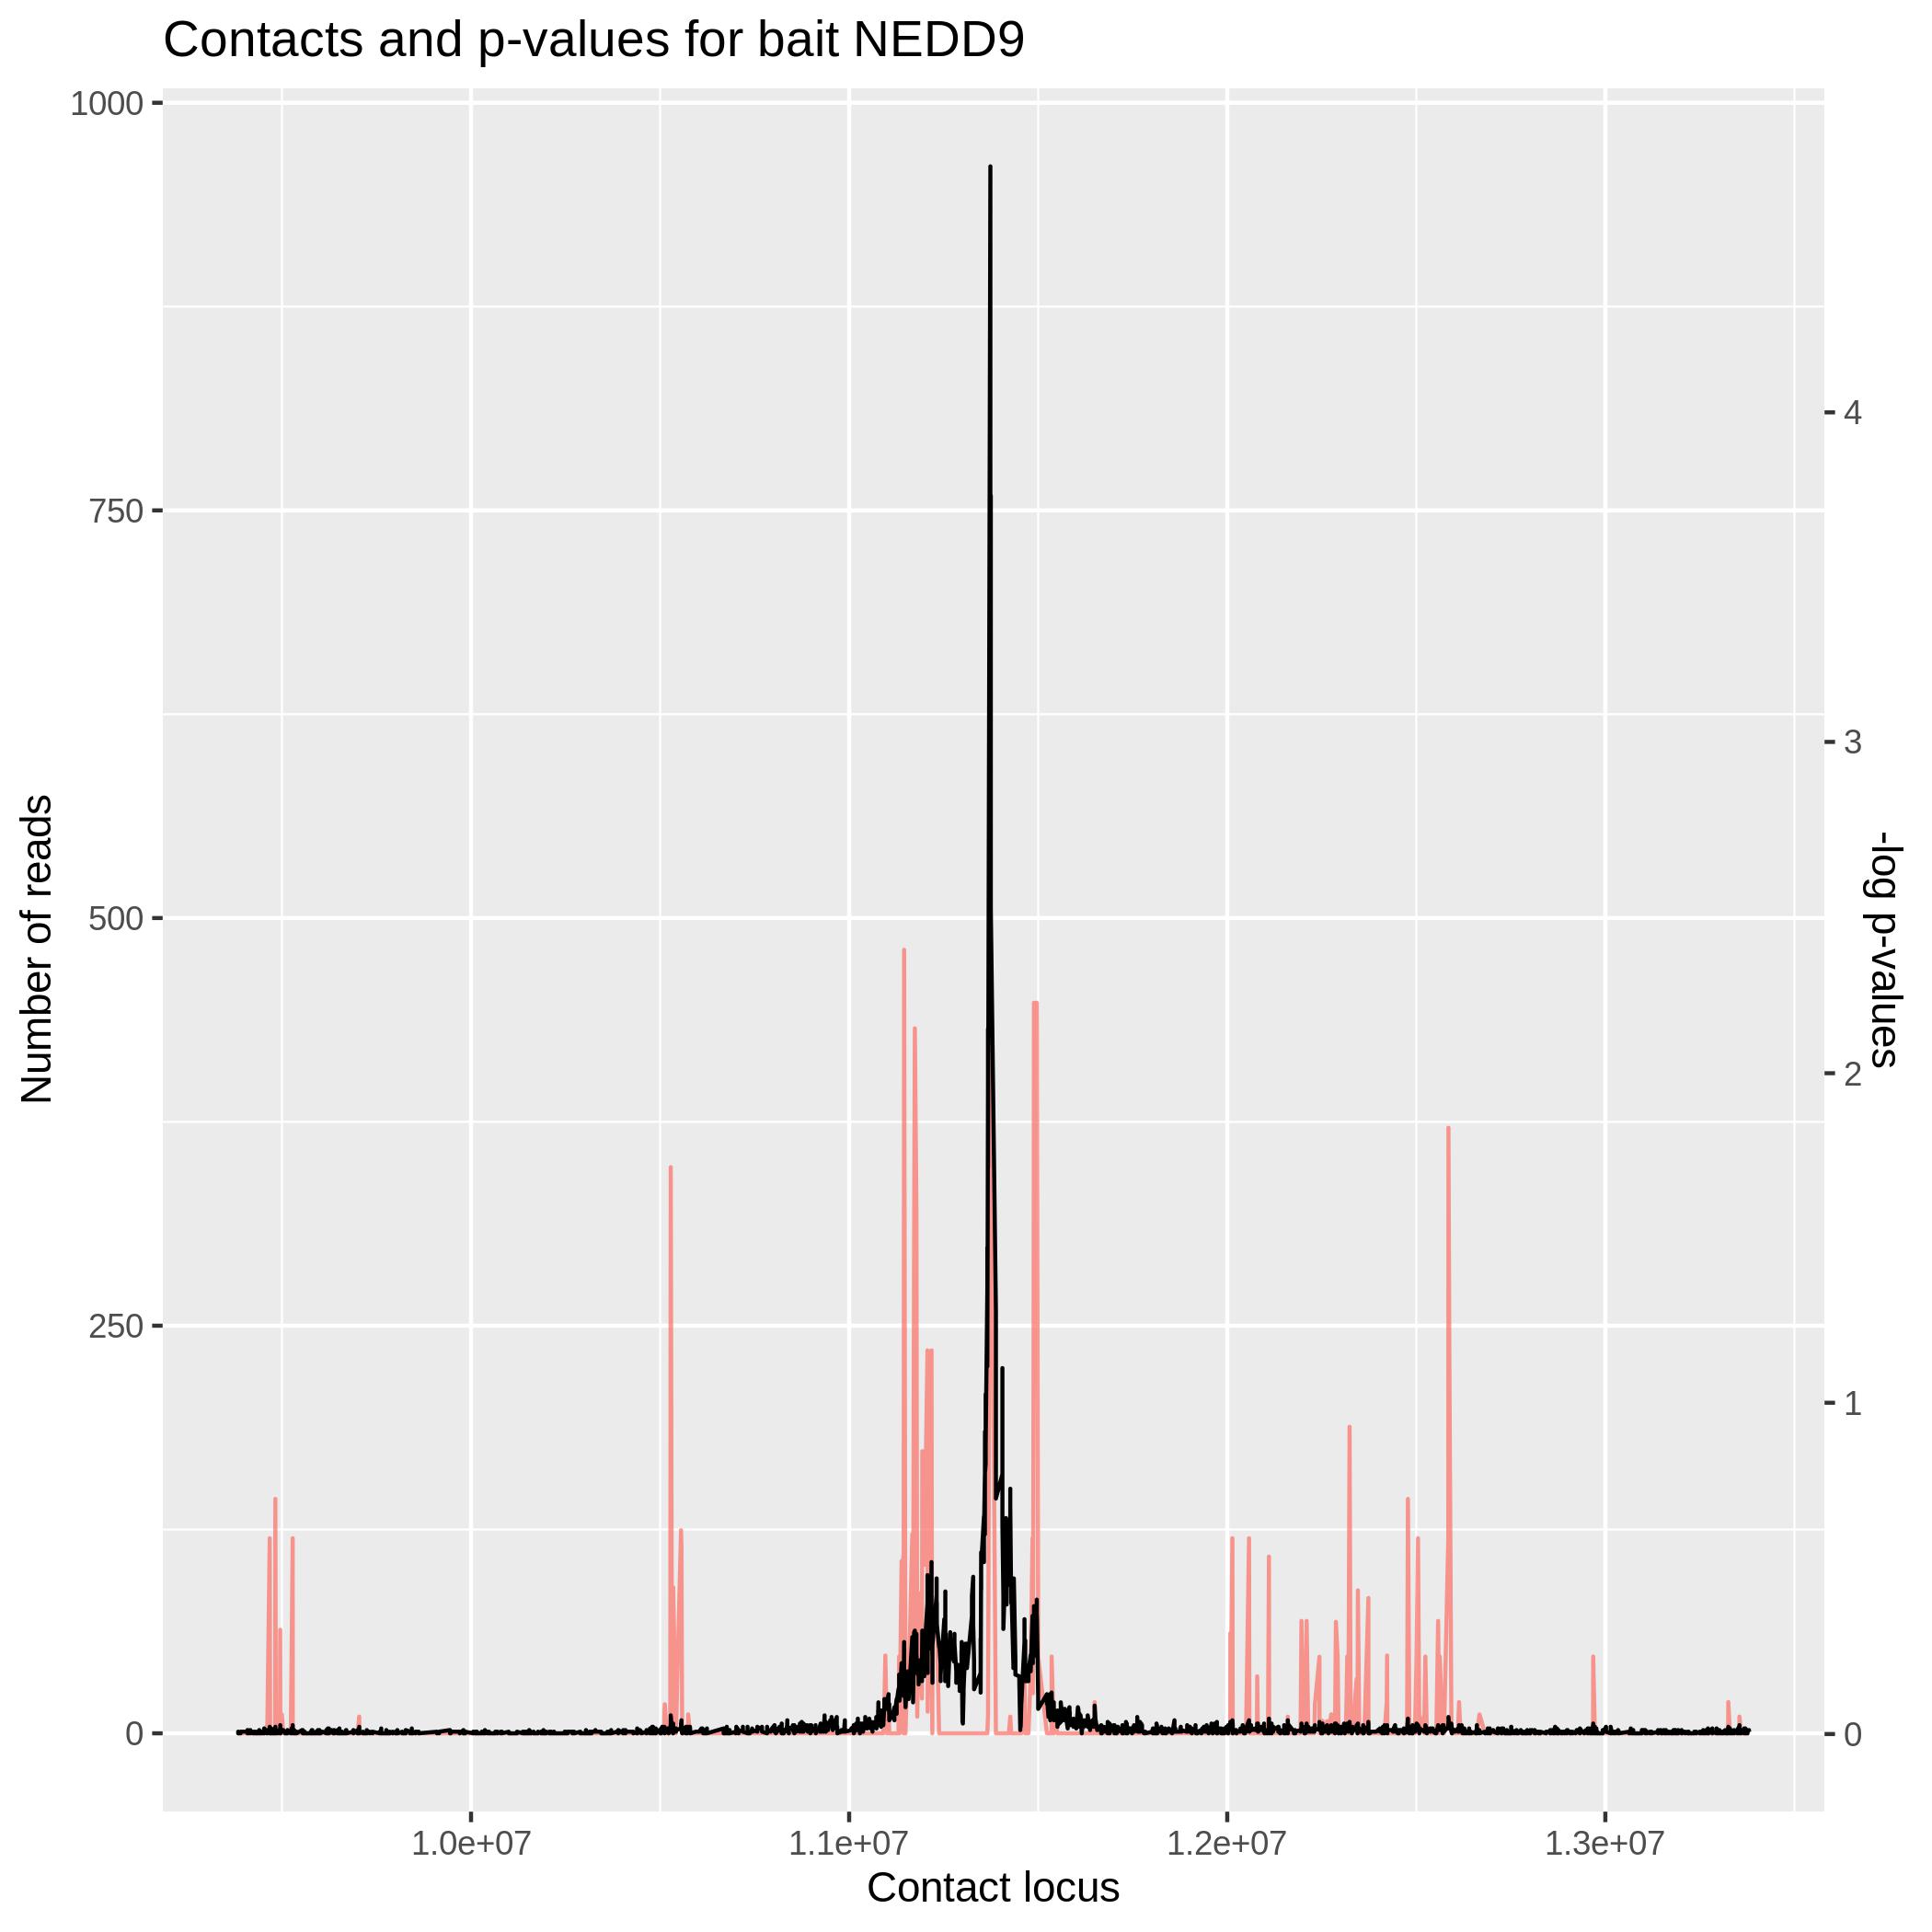 Contacts and p-values for bait NEDD9
1000
750
500
250
0
Number of reads
4
3
2
1
0
-log p-values
1.0e+07
1.1e+07
1.2e+07
1.3e+07
Contact locus